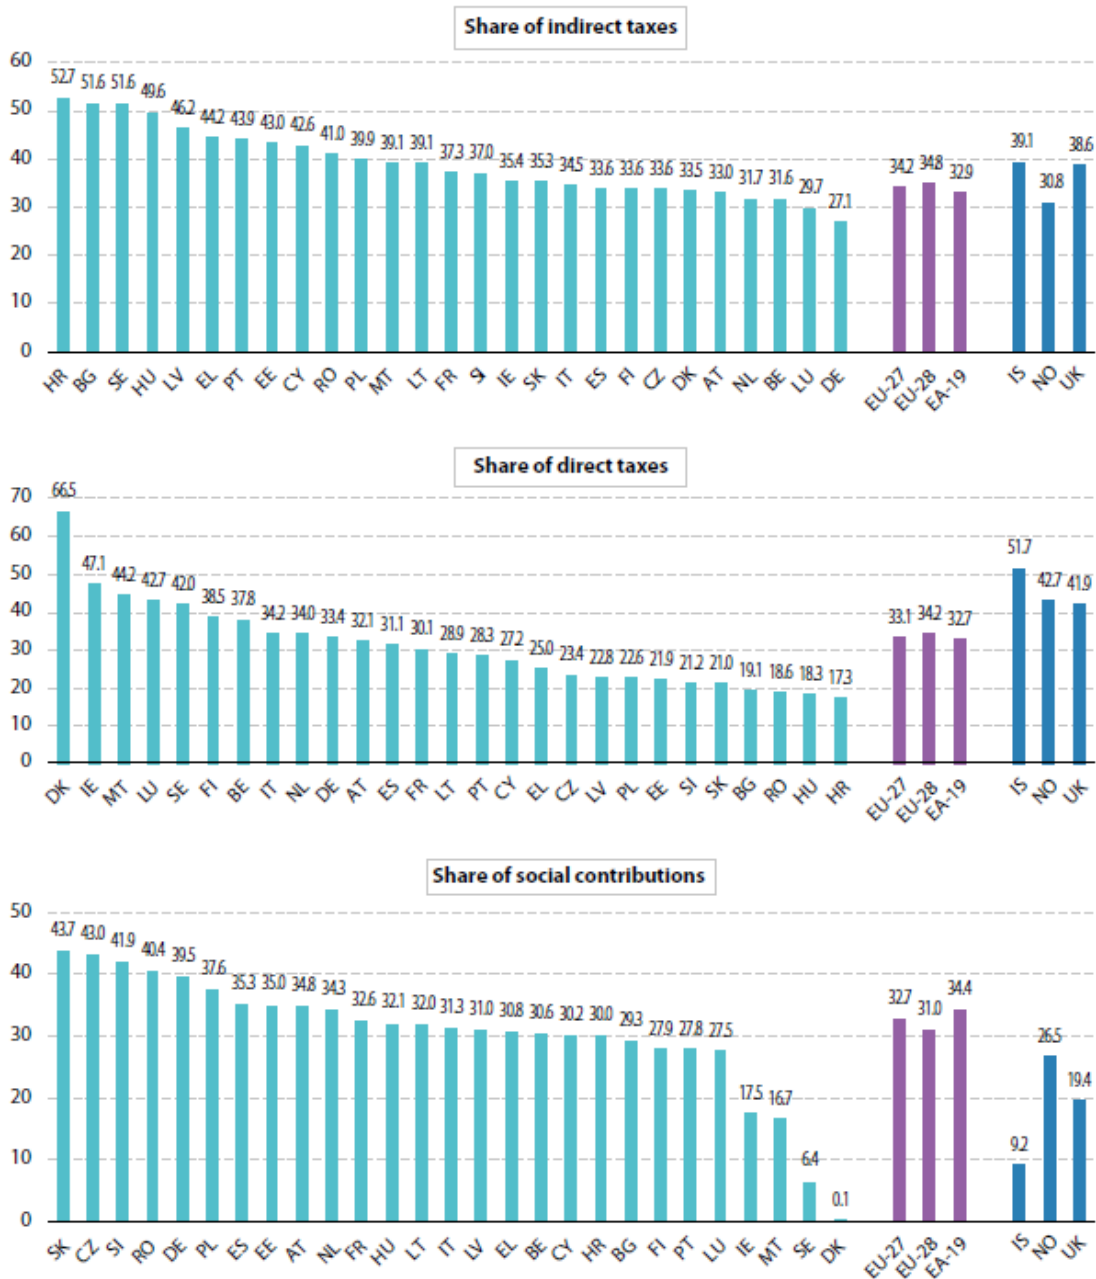 Share of indirect taxes
60
50
40
30
20
10
0
52.7 51.6 51.6 49.6 46.2 44.2 43.9 43.0 42.6 41.0 39.9 39.1 39.1 37.3 37.0 35.4 35.3 34.5 33.6 33.6 33.6 33.5 33.0 31.7 31.6 29.7 27.1 34.2 34.8 32.9 39.1 30.8 38.6
HR BG SE HU LV EL PT EE CY RO PL MT LT FR SI IE SK IT ES FI CZ DK AT NL BE LU DE EU-27 EU-28 EA-19 IS NO UK
Share of direct taxes
70
60
50
40
30
20
10
0
66.5 47.1 44.2 42.7 42.0 38.5 37.8 34.2 34.0 33.4 32.1 31.1 30.1 28.9 28.3 27.2 25.0 23.4 22.8 22.6 21.9 21.2 21.0 19.1 18.6 18.3 17.3 33.1 34.2 32.7 51.7 42.7 41.9
DK IE MT LU SE FI BE IT NL DE AT ES FR LT PT CY EL CZ LV PL EE SI SK BG RO HU HR EU-27 EU-28 EA-19 IS NO UK
Share of social contributions
50
40
30
20
10
0
43.7 43.0 41.9 40.4 39.5 37.6 35.3 35.0 34.8 34.3 32.6 32.1 32.0 31.3 31.0 30.8 30.6 30.2 30.0 29.3 27.9 27.8 27.5 17.5 16.7 6.4 0.1 32.7 31.0 34.4 9.2 26.5 19.4
SK CZ SI RO DE PL ES EE AT NL FR HU LT IT LV EL BE CY HR BG FI PT LU IE MT SE DK EU-27 EU-28 EA-19 IS NO UK